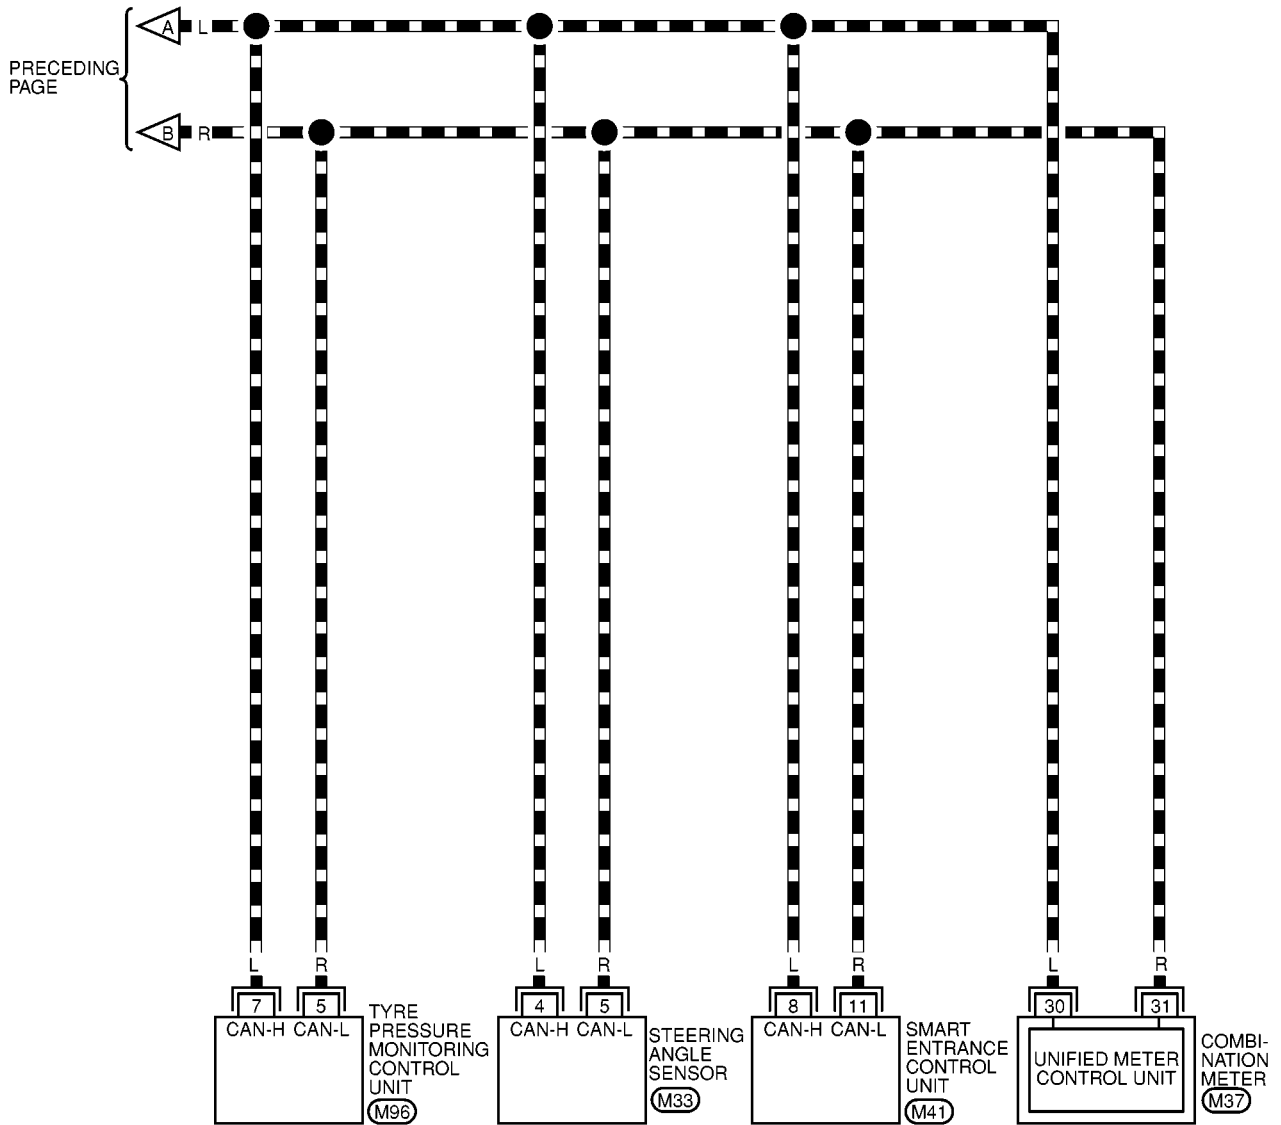 A L
PRECEDING
PAGE
B R
L R L R L R L R
7 5 4 5 8 11 30 31
CAN-H CAN-L
TYRE
PRESSURE
MONITORING
CONTROL
UNIT
M96
CAN-H CAN-L
STEERING
ANGLE
SENSOR
M33
CAN-H CAN-L
SMART
ENTRANCE
CONTROL
UNIT
M41
UNIFIED METER
CONTROL UNIT
COMBI-
NATION
METER
M37